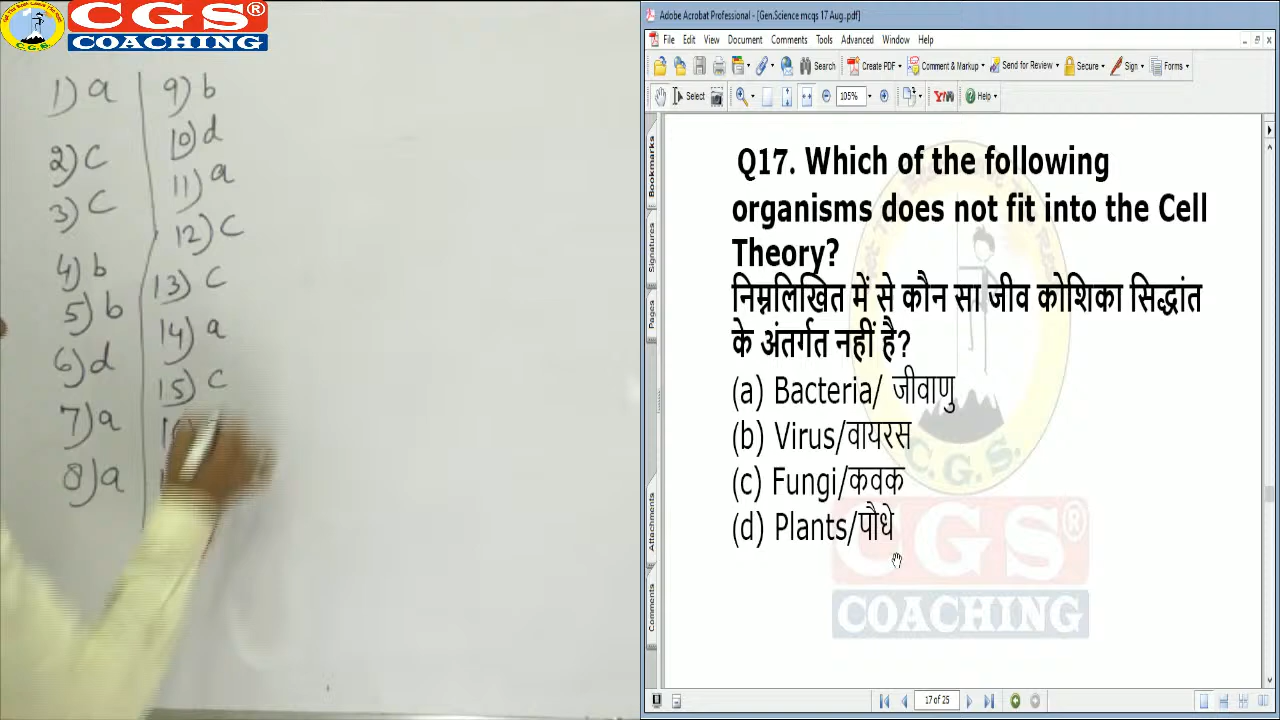 CGS®
COACHING
C.G.S.
1) a
2) c
3) c
4) b
5) b
6) d
7) a
8) a
9) b
10) d
11) a
12) c
13) c
14) a
15) c
Adobe Acrobat Professional - [Gen.Science mcqs 17 Aug..pdf]
File Edit View Document Comments Tools Advanced Window Help
Search Create PDF Comment & Markup Send for Review Secure Sign Forms
Select 105% Help
Bookmarks
Signatures
Pages
Attachments
Comments
Q17. Which of the following
organisms does not fit into the Cell
Theory?
निम्नलिखित में से कौन सा जीव कोशिका सिद्धांत
के अंतर्गत नहीं है?
(a) Bacteria/ जीवाणु
(b) Virus/वायरस
(c) Fungi/कवक
(d) Plants/पौधे
CGS®
COACHING
17 of 25